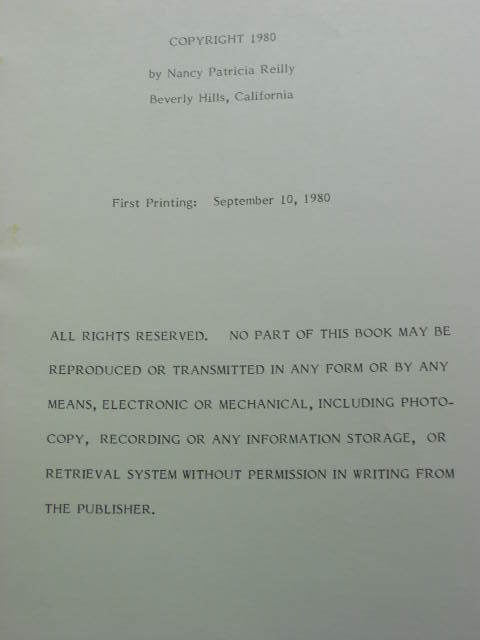 COPYRIGHT 1980
by Nancy Patricia Reilly
Beverly Hills, California
First Printing: September 10, 1980
ALL RIGHTS RESERVED. NO PART OF THIS BOOK MAY BE
REPRODUCED OR TRANSMITTED IN ANY FORM OR BY ANY
MEANS, ELECTRONIC OR MECHANICAL, INCLUDING PHOTO-
COPY, RECORDING OR ANY INFORMATION STORAGE, OR
RETRIEVAL SYSTEM WITHOUT PERMISSION IN WRITING FROM
THE PUBLISHER.